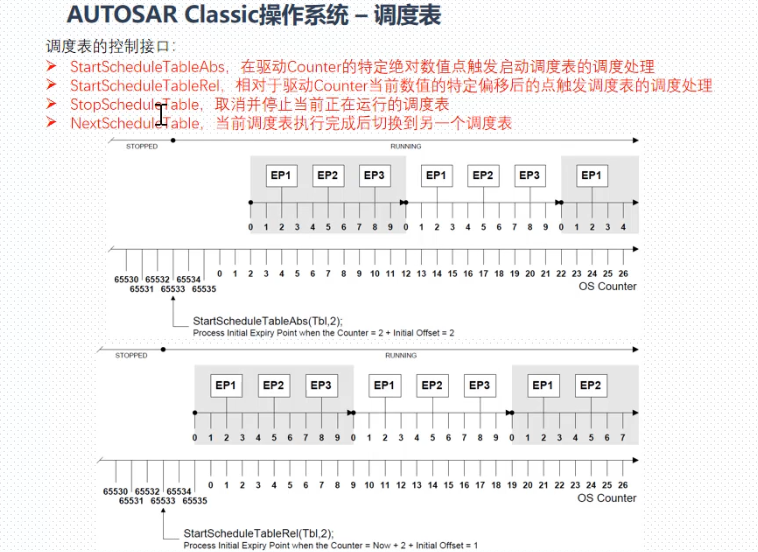 AUTOSAR Classic操作系统 – 调度表
调度表的控制接口：
➤ StartScheduleTableAbs，在驱动Counter的特定绝对数值点触发启动调度表的调度处理
➤ StartScheduleTableRel，相对于驱动Counter当前数值的特定偏移后的点触发调度表的调度处理
➤ StopScheduleTable，取消并停止当前正在运行的调度表
➤ NextScheduleTable，当前调度表执行完成后切换到另一个调度表
STOPPED RUNNING
EP1 EP2 EP3 EP1 EP2 EP3 EP1
0 1 2 3 4 5 6 7 8 9 0 1 2 3 4 5 6 7 8 9 0 1 2 3 4
65530 65532 65534 0 1 2 3 4 5 6 7 8 9 10 11 12 13 14 15 16 17 18 19 20 21 22 23 24 25 26
65531 65533 65535
OS Counter
StartScheduleTableAbs(Tbl,2);
Process Initial Expiry Point when the Counter = 2 + Initial Offset = 2
STOPPED RUNNING
EP1 EP2 EP3 EP1 EP2 EP3 EP1 EP2
0 1 2 3 4 5 6 7 8 9 0 1 2 3 4 5 6 7 8 9 0 1 2 3 4 5 6 7
65530 65532 65534 0 1 2 3 4 5 6 7 8 9 10 11 12 13 14 15 16 17 18 19 20 21 22 23 24 25 26
65531 65533 65535
OS Counter
StartScheduleTableRel(Tbl,2);
Process Initial Expiry Point when the Counter = Now + 2 + Initial Offset = 1